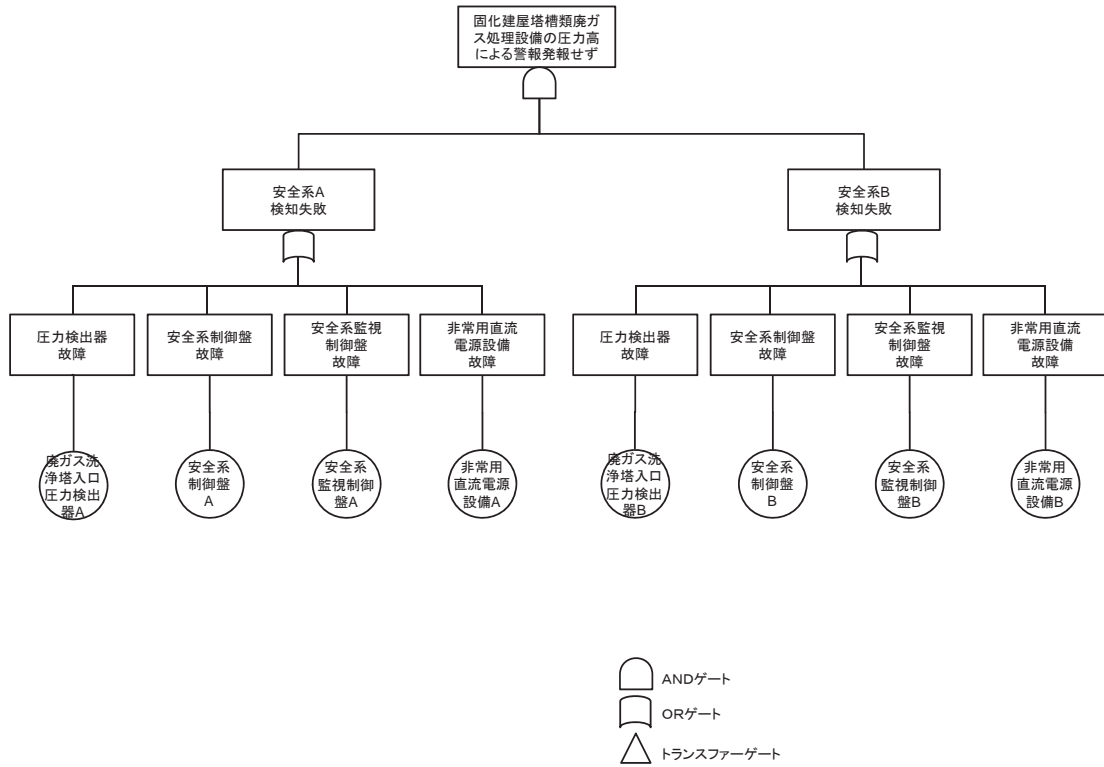 固化建屋塔槽類廃ガ
ス処理設備の圧力高
による警報発報せず
安全系A
検知失敗
安全系B
検知失敗
圧力検出器
故障
安全系制御盤
故障
安全系監視
制御盤
故障
非常用直流
電源設備
故障
圧力検出器
故障
安全系制御盤
故障
安全系監視
制御盤
故障
非常用直流
電源設備
故障
廃ガス洗
浄塔入口
圧力検出
器A
安全系
制御盤
A
安全系
監視制御
盤A
非常用
直流電源
設備A
廃ガス洗
浄塔入口
圧力検出
器B
安全系
制御盤
B
安全系
監視制御
盤B
非常用
直流電源
設備B
ANDゲート
ORゲート
トランスファーゲート